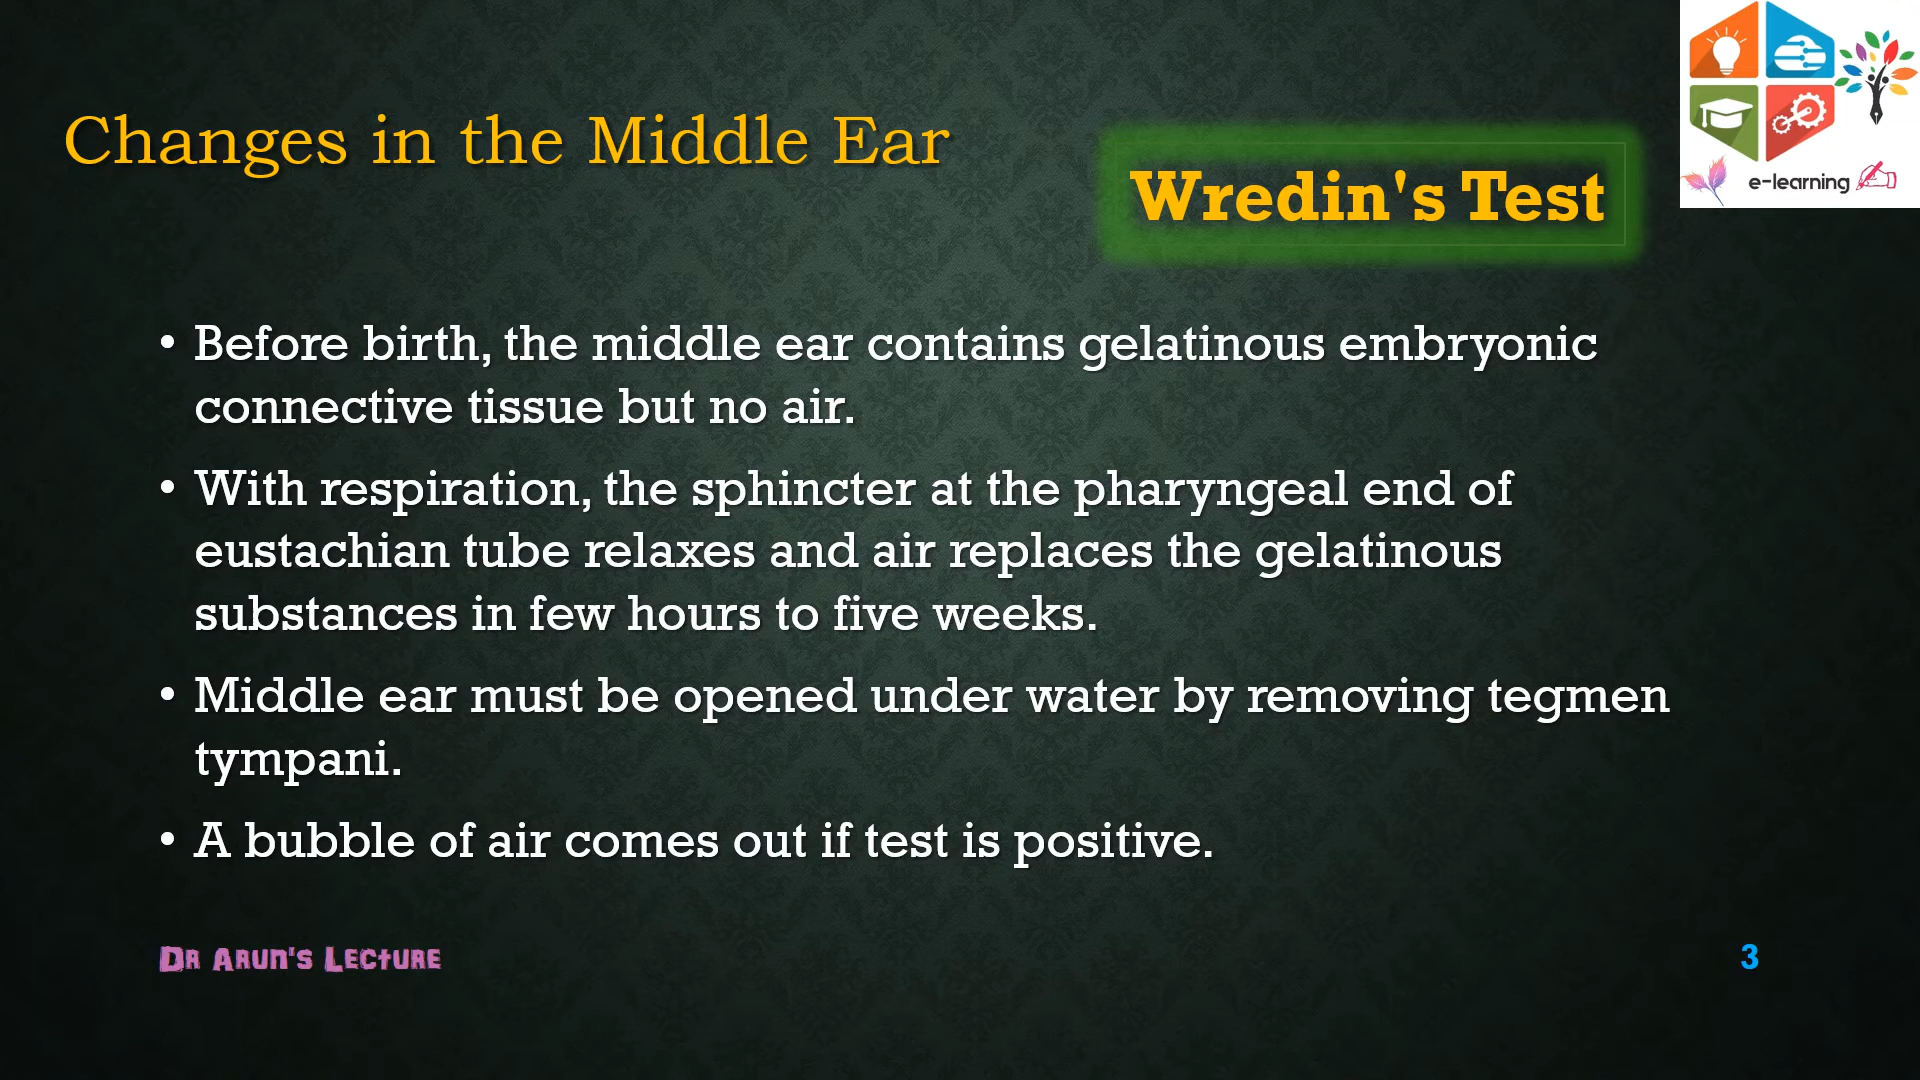 Changes in the Middle Ear
Wredin's Test
e-learning
• Before birth, the middle ear contains gelatinous embryonic
connective tissue but no air.
• With respiration, the sphincter at the pharyngeal end of
eustachian tube relaxes and air replaces the gelatinous
substances in few hours to five weeks.
• Middle ear must be opened under water by removing tegmen
tympani.
• A bubble of air comes out if test is positive.
Dr Arun's Lecture
3